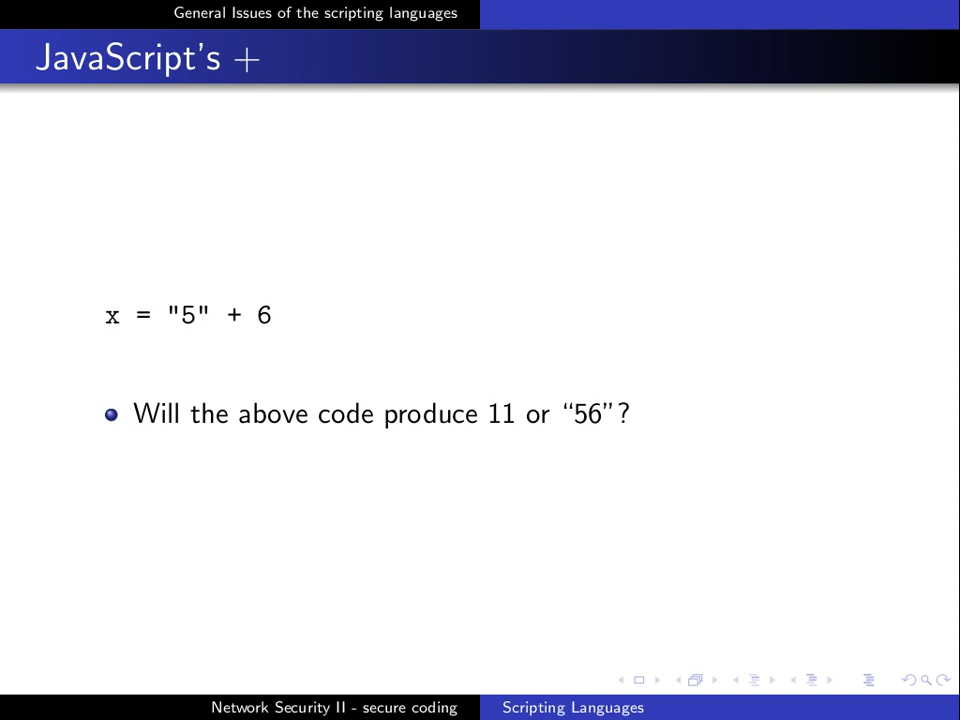 General Issues of the scripting languages
JavaScript's +
x = "5" + 6
Will the above code produce 11 or “56”?
Network Security II - secure coding
Scripting Languages